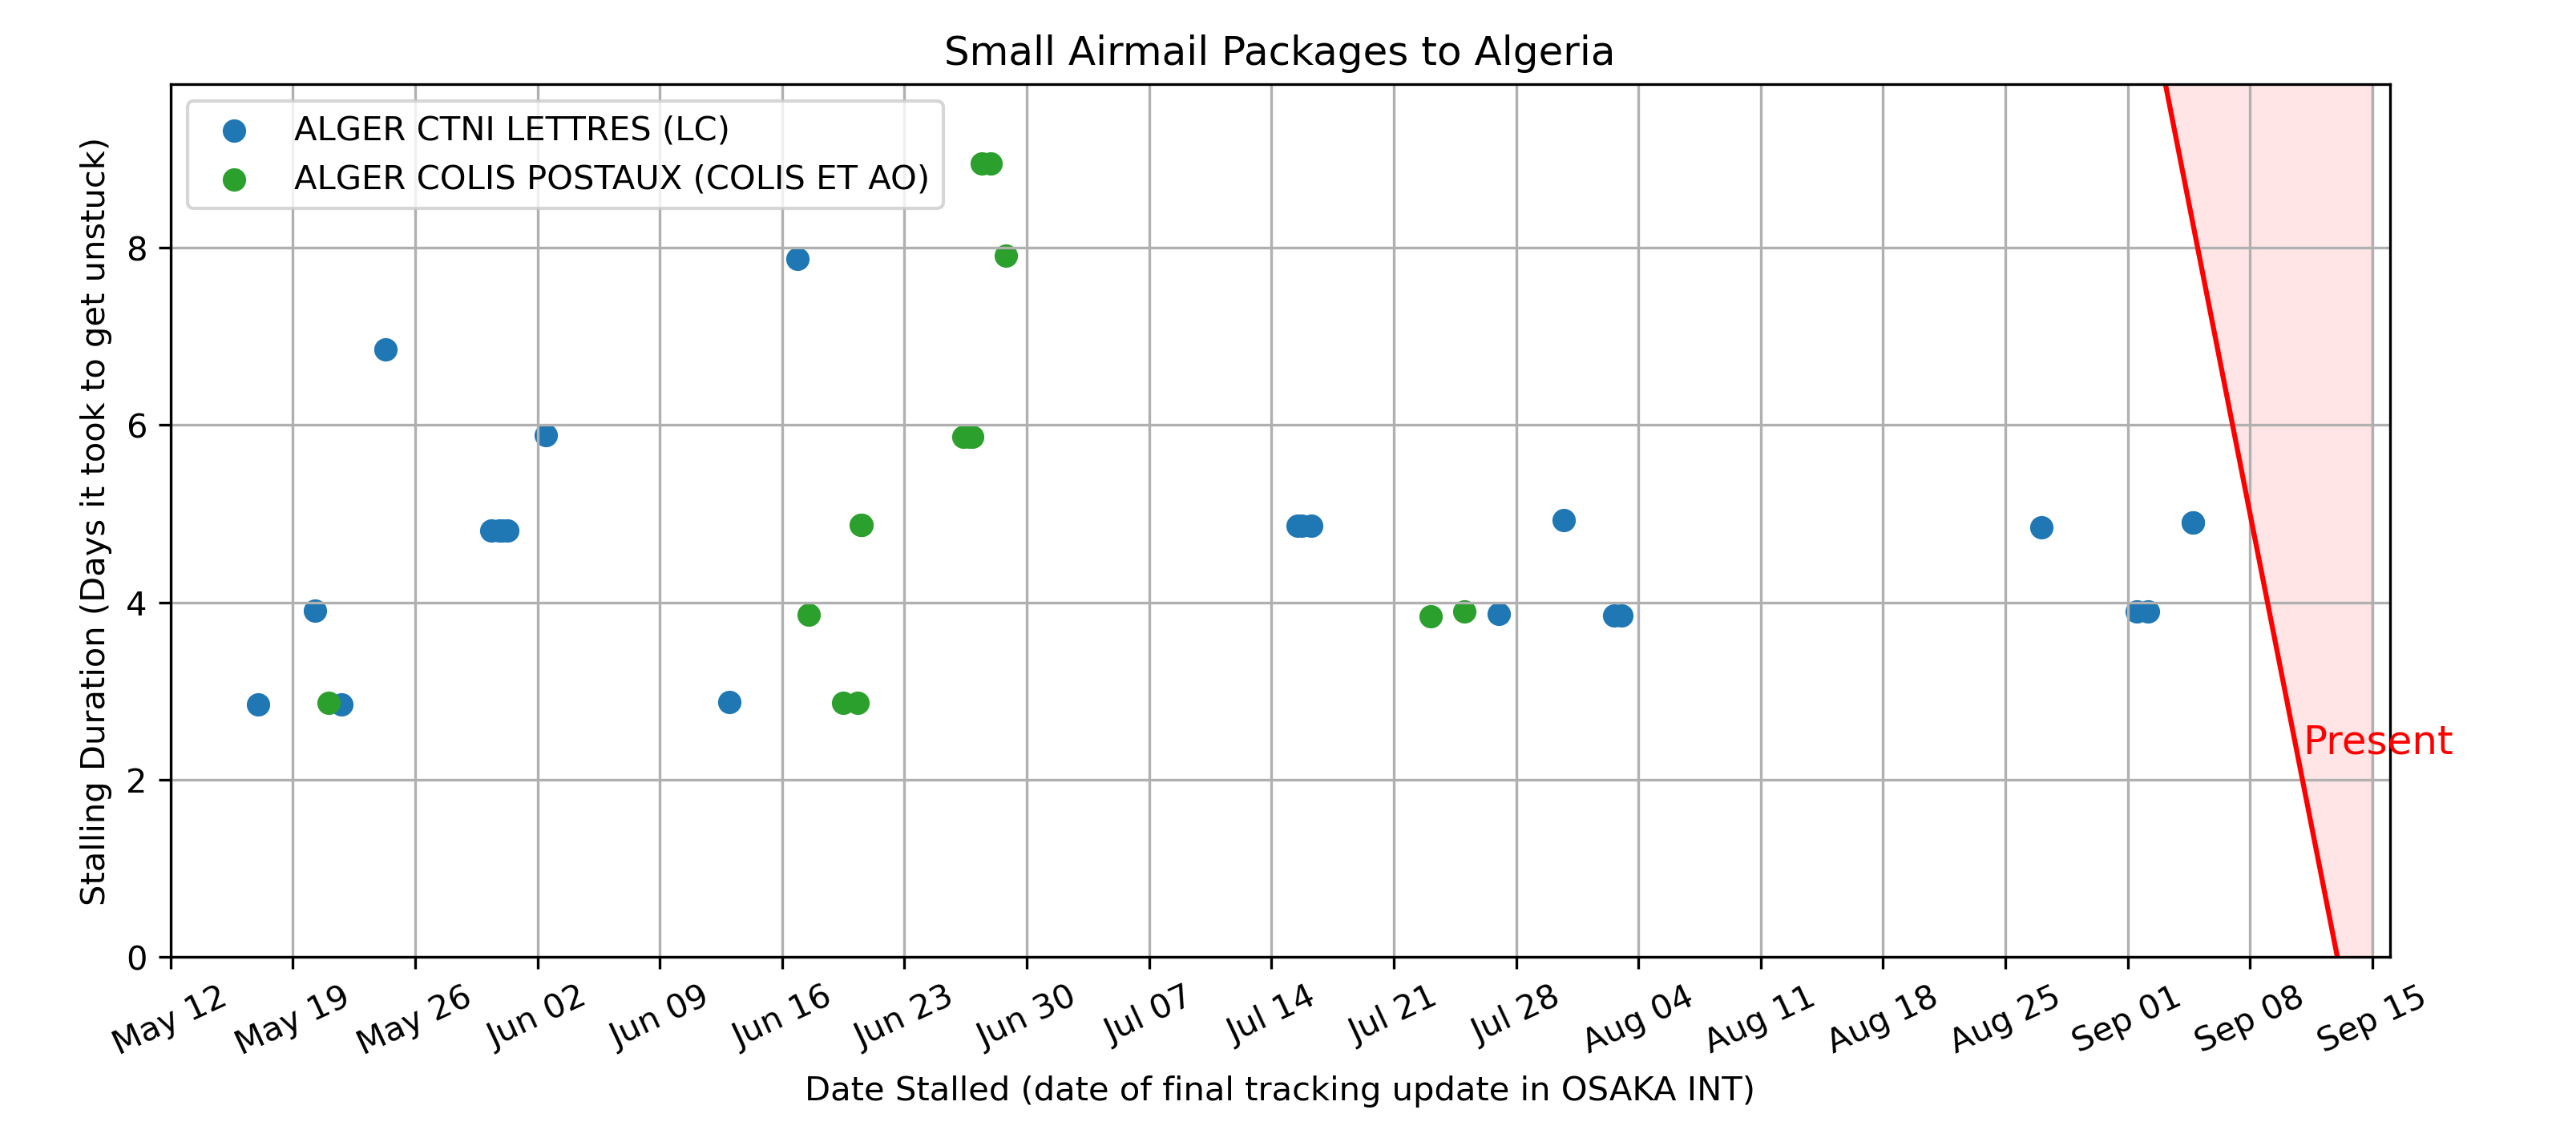 Small Airmail Packages to Algeria
ALGER CTNI LETTRES (LC)
ALGER COLIS POSTAUX (COLIS ET AO)
Stalling Duration (Days it took to get unstuck)
8
6
4
2
0
Present
May 12
May 19
May 26
Jun 02
Jun 09
Jun 16
Jun 23
Jun 30
Jul 07
Jul 14
Jul 21
Jul 28
Aug 04
Aug 11
Aug 18
Aug 25
Sep 01
Sep 08
Sep 15
Date Stalled (date of final tracking update in OSAKA INT)